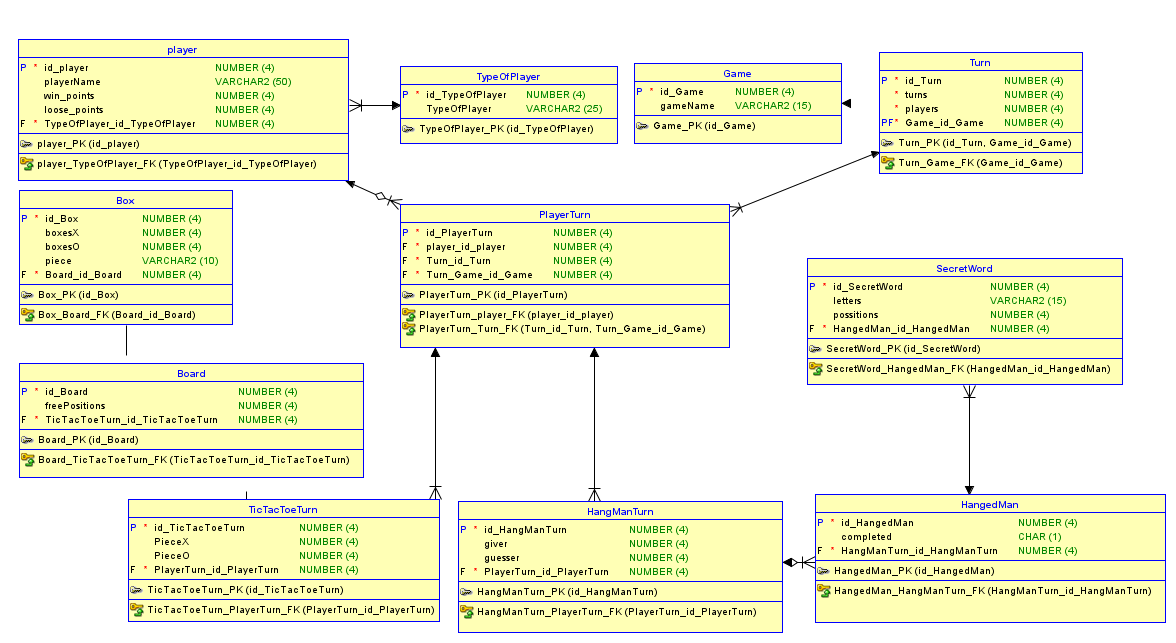 player
P * id_player NUMBER (4)
playerName VARCHAR2 (50)
win_points NUMBER (4)
loose_points NUMBER (4)
F * TypeOfPlayer_id_TypeOfPlayer NUMBER (4)
player_PK (id_player)
player_TypeOfPlayer_FK (TypeOfPlayer_id_TypeOfPlayer)
TypeOfPlayer
P * id_TypeOfPlayer NUMBER (4)
TypeOfPlayer VARCHAR2 (25)
TypeOfPlayer_PK (id_TypeOfPlayer)
Game
P * id_Game NUMBER (4)
gameName VARCHAR2 (15)
Game_PK (id_Game)
Turn
P * id_Turn NUMBER (4)
* turns NUMBER (4)
* players NUMBER (4)
PF* Game_id_Game NUMBER (4)
Turn_PK (id_Turn, Game_id_Game)
Turn_Game_FK (Game_id_Game)
Box
P * id_Box NUMBER (4)
boxesX NUMBER (4)
boxesO NUMBER (4)
piece VARCHAR2 (10)
F * Board_id_Board NUMBER (4)
Box_PK (id_Box)
Box_Board_FK (Board_id_Board)
PlayerTurn
P * id_PlayerTurn NUMBER (4)
F * player_id_player NUMBER (4)
F * Turn_id_Turn NUMBER (4)
F * Turn_Game_id_Game NUMBER (4)
PlayerTurn_PK (id_PlayerTurn)
PlayerTurn_player_FK (player_id_player)
PlayerTurn_Turn_FK (Turn_id_Turn, Turn_Game_id_Game)
SecretWord
P * id_SecretWord NUMBER (4)
letters VARCHAR2 (15)
possitions NUMBER (4)
F * HangedMan_id_HangedMan NUMBER (4)
SecretWord_PK (id_SecretWord)
SecretWord_HangedMan_FK (HangedMan_id_HangedMan)
Board
P * id_Board NUMBER (4)
freePositions NUMBER (4)
F * TicTacToeTurn_id_TicTacToeTurn NUMBER (4)
Board_PK (id_Board)
Board_TicTacToeTurn_FK (TicTacToeTurn_id_TicTacToeTurn)
TicTacToeTurn
P * id_TicTacToeTurn NUMBER (4)
PieceX NUMBER (4)
PieceO NUMBER (4)
F * PlayerTurn_id_PlayerTurn NUMBER (4)
TicTacToeTurn_PK (id_TicTacToeTurn)
TicTacToeTurn_PlayerTurn_FK (PlayerTurn_id_PlayerTurn)
HangManTurn
P * id_HangManTurn NUMBER (4)
giver NUMBER (4)
guesser NUMBER (4)
F * PlayerTurn_id_PlayerTurn NUMBER (4)
HangManTurn_PK (id_HangManTurn)
HangManTurn_PlayerTurn_FK (PlayerTurn_id_PlayerTurn)
HangedMan
P * id_HangedMan NUMBER (4)
completed CHAR (1)
F * HangManTurn_id_HangManTurn NUMBER (4)
HangedMan_PK (id_HangedMan)
HangedMan_HangManTurn_FK (HangManTurn_id_HangManTurn)